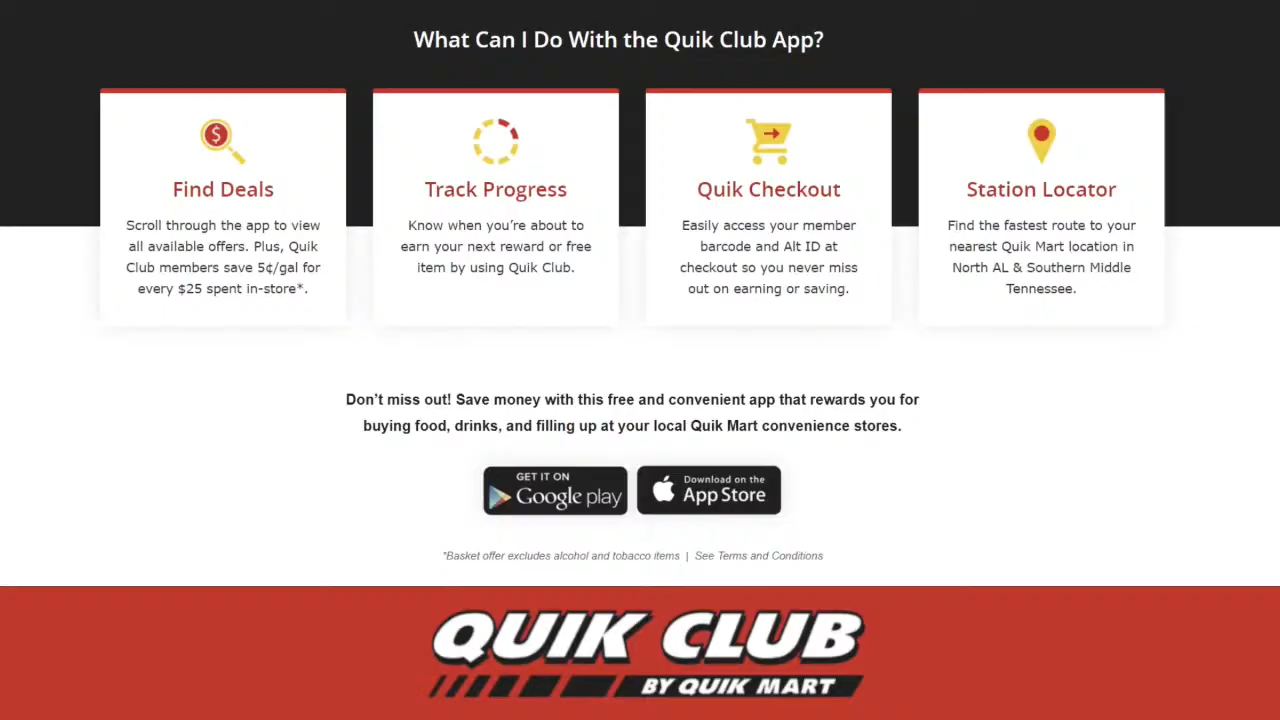 What Can I Do With the Quik Club App?
$
Find Deals
Scroll through the app to view
all available offers. Plus, Quik
Club members save 5¢/gal for
every $25 spent in-store*.
Track Progress
Know when you’re about to
earn your next reward or free
item by using Quik Club.
Quik Checkout
Easily access your member
barcode and Alt ID at
checkout so you never miss
out on earning or saving.
Station Locator
Find the fastest route to your
nearest Quik Mart location in
North AL & Southern Middle
Tennessee.
Don’t miss out! Save money with this free and convenient app that rewards you for
buying food, drinks, and filling up at your local Quik Mart convenience stores.
GET IT ON
Google play
Download on the
App Store
*Basket offer excludes alcohol and tobacco items | See Terms and Conditions
QUIK CLUB
BY QUIK MART